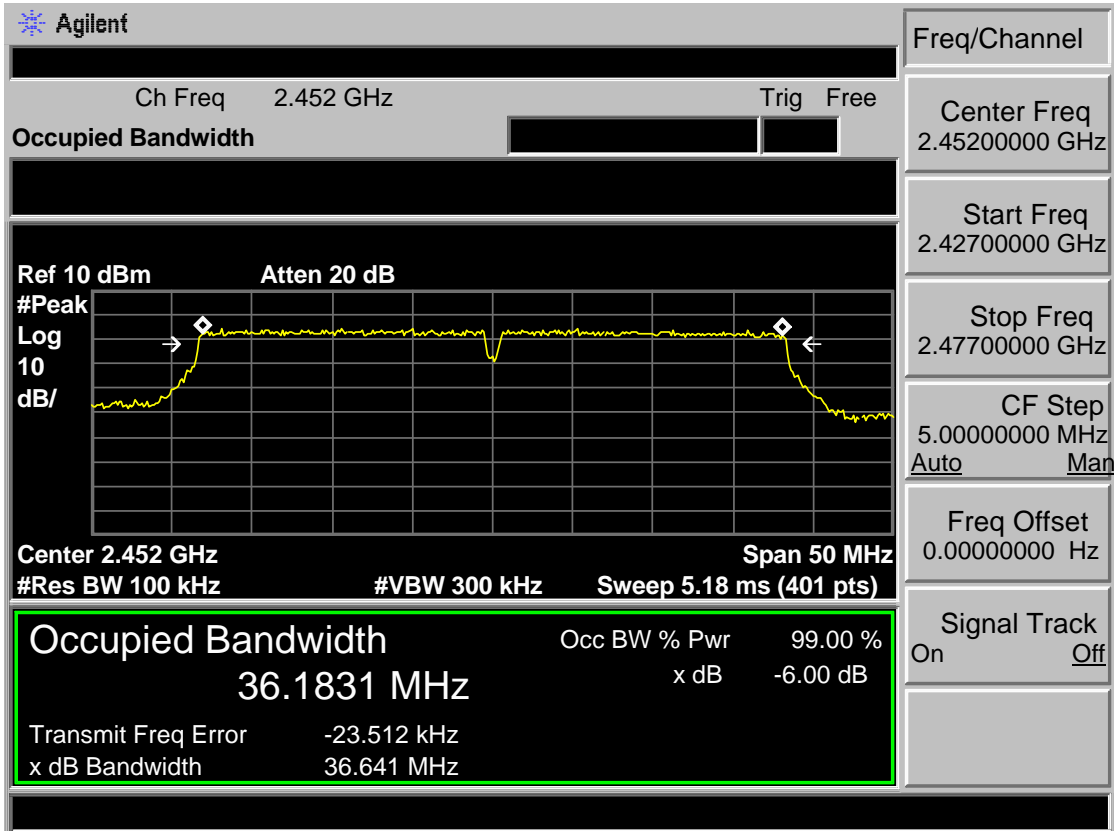 Agilent
Freq/Channel
Ch Freq 2.452 GHz Trig Free
Occupied Bandwidth
Center Freq
2.45200000 GHz
Start Freq
2.42700000 GHz
Stop Freq
2.47700000 GHz
CF Step
5.00000000 MHz
Auto Man
Freq Offset
0.00000000 Hz
Signal Track
On Off
Ref 10 dBm Atten 20 dB
#Peak
Log
10
dB/
Center 2.452 GHz Span 50 MHz
#Res BW 100 kHz #VBW 300 kHz Sweep 5.18 ms (401 pts)
Occupied Bandwidth Occ BW % Pwr 99.00 %
36.1831 MHz x dB -6.00 dB
Transmit Freq Error -23.512 kHz
x dB Bandwidth 36.641 MHz